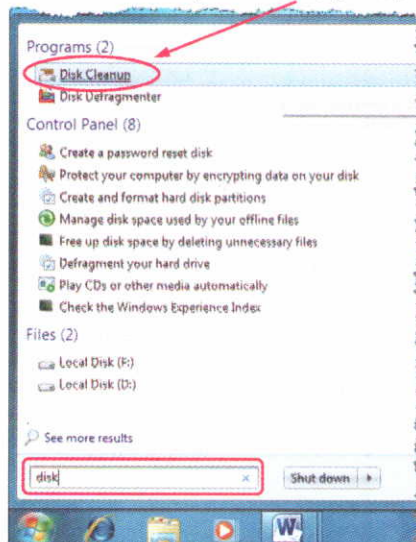 Programs (2)
Disk Cleanup
Disk Defragmenter
Control Panel (8)
Create a password reset disk
Protect your computer by encrypting data on your disk
Create and format hard disk partitions
Manage disk space used by your offline files
Free up disk space by deleting unnecessary files
Defragment your hard drive
Play CDs or other media automatically
Check the Windows Experience Index
Files (2)
Local Disk (F:)
Local Disk (D:)
See more results
disk
Shut down
W